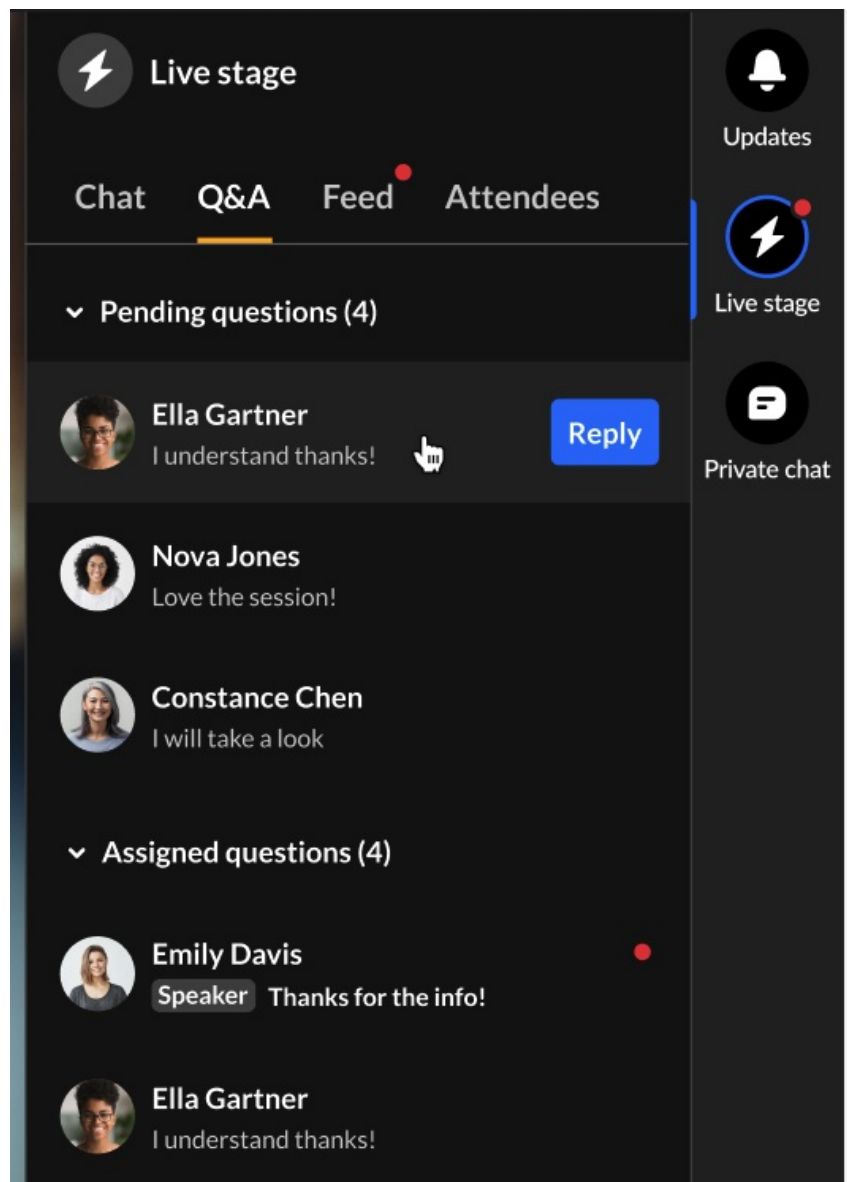 Live stage
Chat Q&A Feed Attendees
Pending questions (4)
Ella Gartner
I understand thanks!
Reply
Nova Jones
Love the session!
Constance Chen
I will take a look
Assigned questions (4)
Emily Davis
Speaker Thanks for the info!
Ella Gartner
I understand thanks!
Updates
Live stage
Private chat